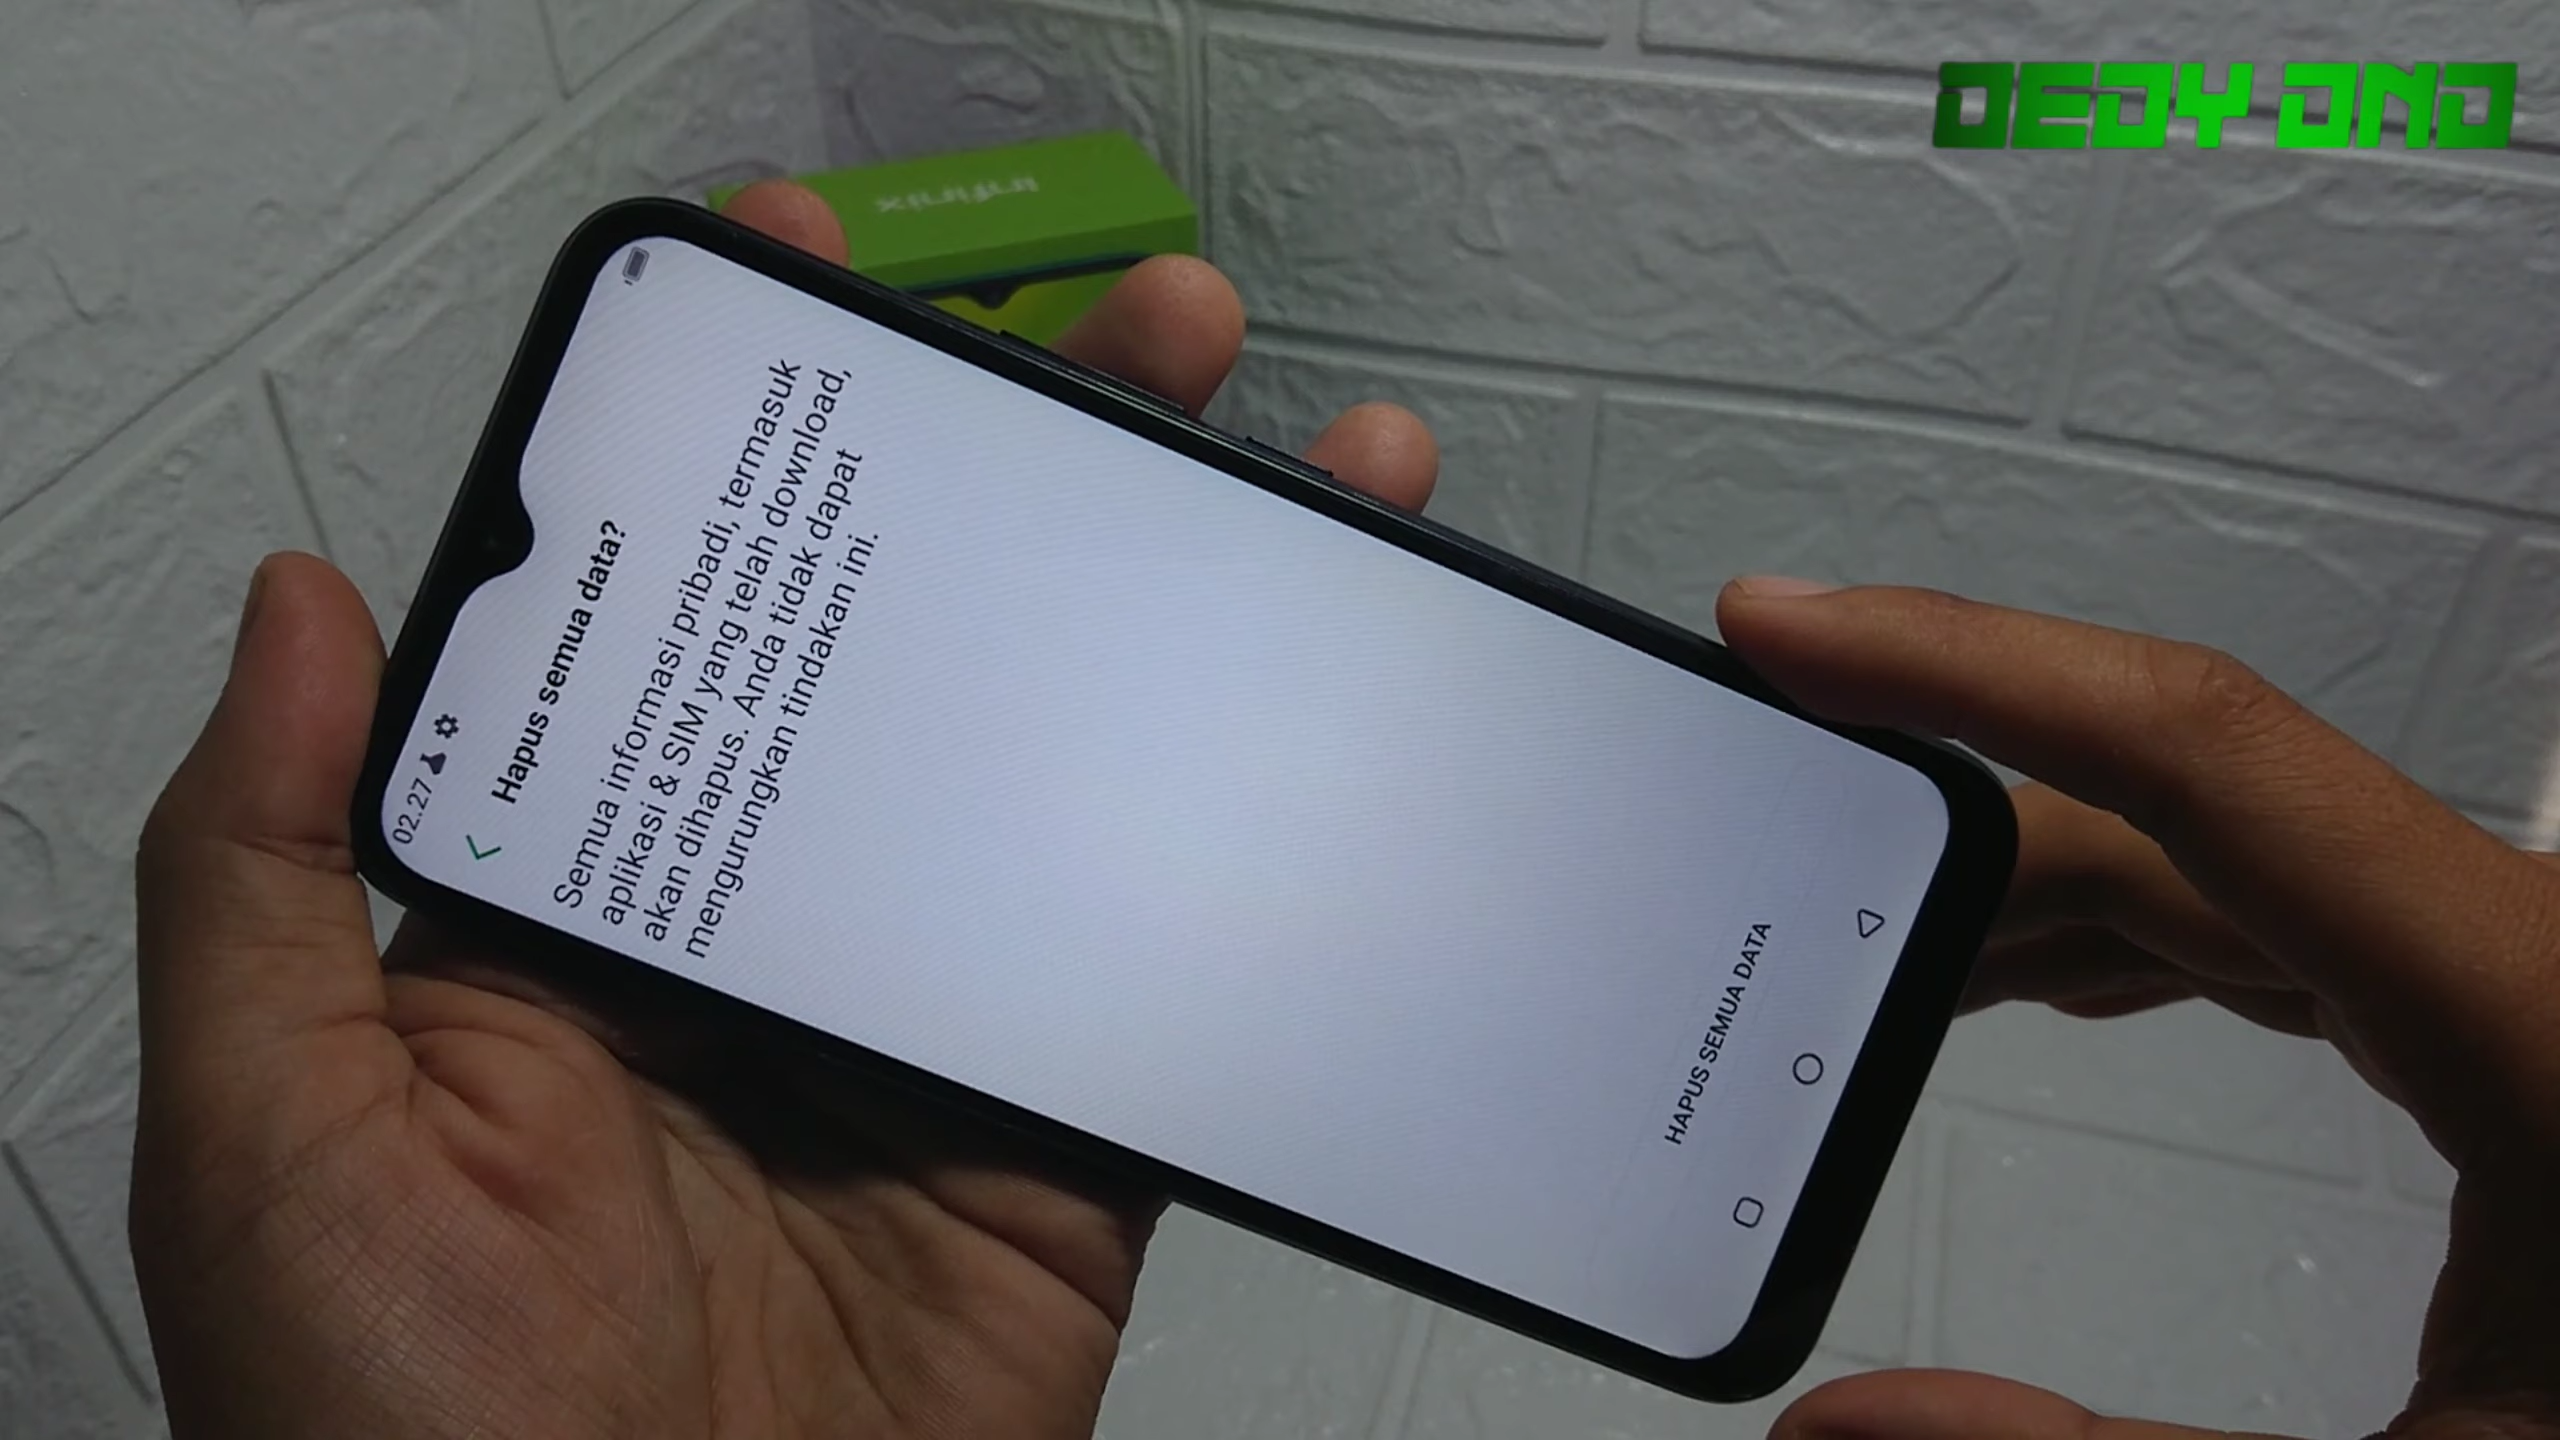 DEDY DND
Infinix
02.27
Hapus semua data?
Semua informasi pribadi, termasuk
aplikasi & SIM yang telah download,
akan dihapus. Anda tidak dapat
mengurungkan tindakan ini.
HAPUS SEMUA DATA